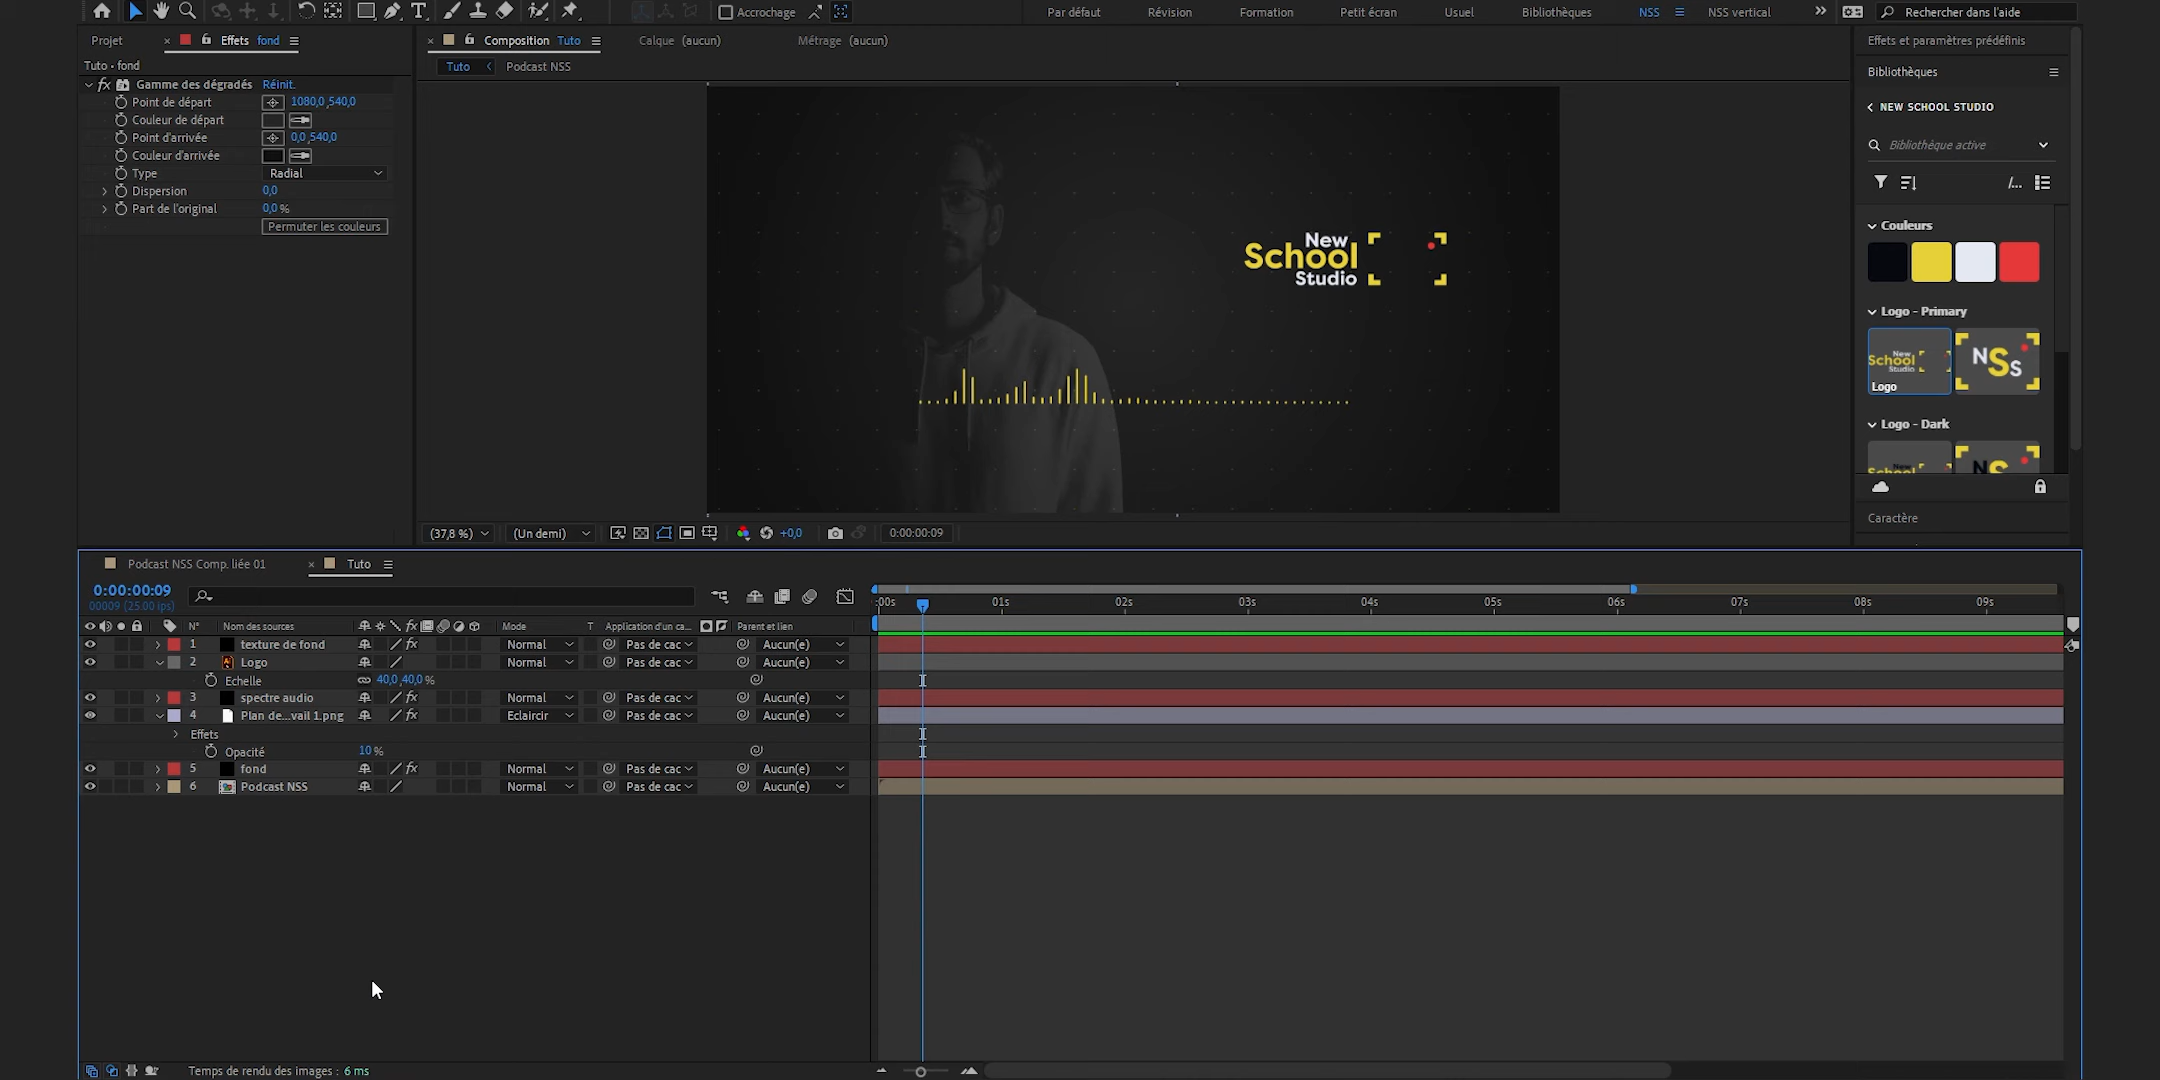 Accrochage
Par défaut
Révision
Formation
Petit écran
Usuel
Bibliothèques
NSS
NSS vertical
Rechercher dans l'aide
Projet
Effets fond
Composition Tuto
Calque (aucun)
Métrage (aucun)
Effets et paramètres prédéfinis
Tuto • fond
Tuto
Podcast NSS
Bibliothèques
Gamme des dégradés Réinit.
Point de départ 1080,0 ,540,0
Couleur de départ
Point d'arrivée 0,0 ,540,0
Couleur d'arrivée
Type Radial
Dispersion 0,0
Part de l'original 0,0 %
Permuter les couleurs
New
School
Studio
NEW SCHOOL STUDIO
Bibliothèque active
/...
Couleurs
Logo - Primary
New
School
Studio
Logo
NSs
Logo - Dark
Caractère
(37,8 %)
(Un demi)
+0,0
0:00:00:09
Podcast NSS Comp. liée 01
Tuto
0:00:00:09
00009 (25.00 ips)
:00s 01s 02s 03s 04s 05s 06s 07s 08s 09s
N° Nom des sources Mode T Application d'un ca... Parent et lien
1 texture de fond Normal Pas de cac Aucun(e)
2 Logo Normal Pas de cac Aucun(e)
Echelle 40,0 ,40,0 %
3 spectre audio Normal Pas de cac Aucun(e)
4 Plan de...vail 1.png Eclaircir Pas de cac Aucun(e)
Effets
Opacité 10 %
5 fond Normal Pas de cac Aucun(e)
6 Podcast NSS Normal Pas de cac Aucun(e)
Temps de rendu des images : 6 ms